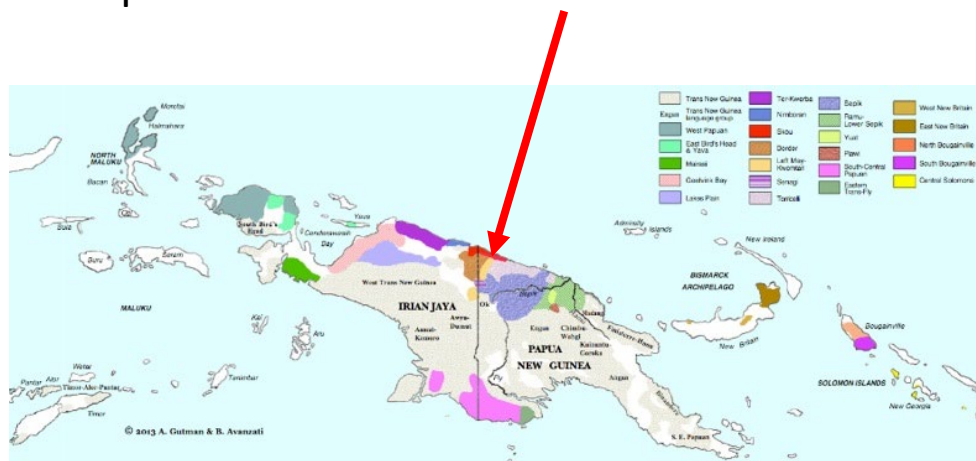 Trans New Guinea
Engan Trans New Guinea
language group
West Papuan
East Bird's Head
& Yava
Mairasi
Geelvink Bay
Lakes Plain
Tor-Kwerba
Nimboran
Skou
Border
Left May-
Kwomtari
Senagi
Torricelli
Sepik
Ramu-
Lower Sepik
Yuat
Piawi
South-Central
Papuan
Eastern
Trans-Fly
West New Britain
East New Britain
North Bougainville
South Bougainville
Central Solomons
Morotai
Halmahera
NORTH
MALUKU
Bacan
Obi
Sula
Buru
Seram
South Bird's
Head
Yava
Cenderawasih
Bay
Admiralty
Islands
New Ireland
BISMARCK
ARCHIPELAGO
West Trans New Guinea
IRIAN JAYA
Ok
Sepik
Asmat-
Kamoro
Awyu-
Dumut
Engan
Chimbu-
Wahgi
Madang
Finisterre-Huon
Kainantu-
Goroka
PAPUA
NEW GUINEA
Angan
Fly
New Britain
Bougainville
SOLOMON ISLANDS
New Georgia
MALUKU
Kai
Aru
Tanimbar
Wetar
Pantar
Alor
Timor-Alor-Pantar
Timor
S. E. Papuan
© 2013 A. Gutman & B. Avanzati